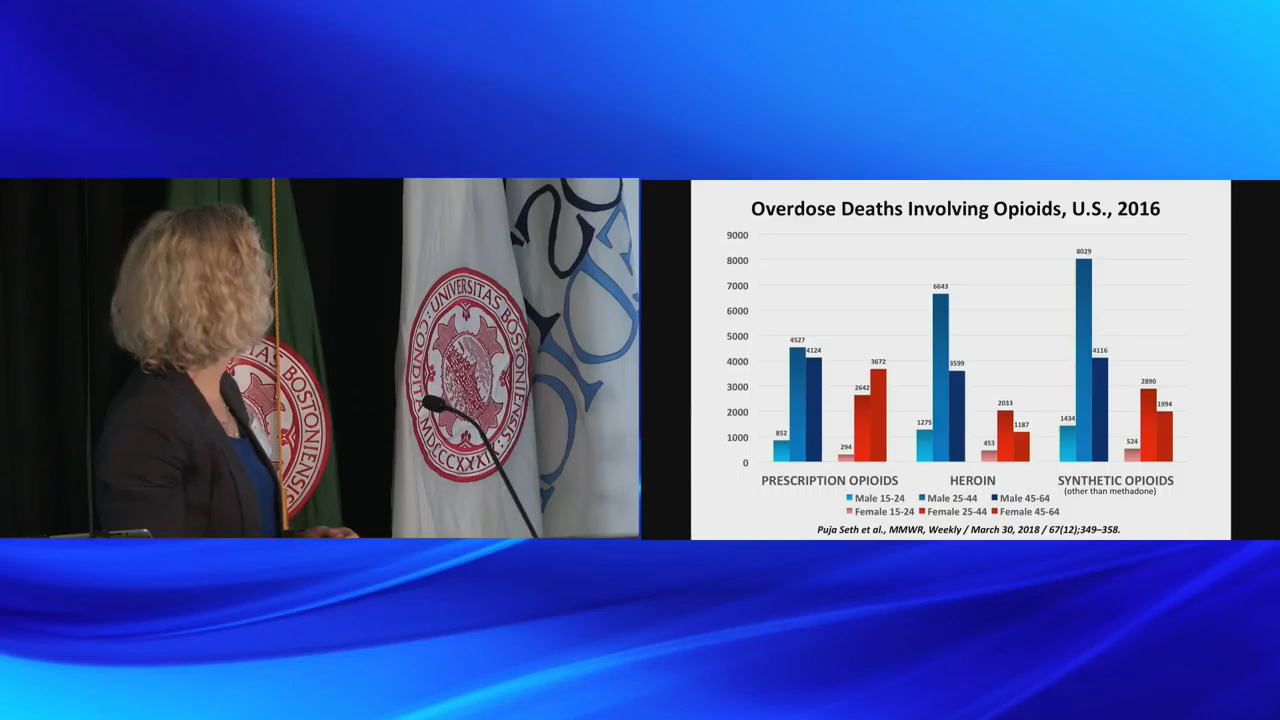 UNIVERSITAS BOSTONIENSIS
CONDITA MDCCCXXXIX
BOSTONIENSIS
Overdose Deaths Involving Opioids, U.S., 2016
9000
8000
7000
6000
5000
4000
3000
2000
1000
0
852
4527
4124
294
2642
3672
1275
6643
3599
453
2033
1187
1434
8029
4116
524
2890
1994
PRESCRIPTION OPIOIDS
HEROIN
SYNTHETIC OPIOIDS
(other than methadone)
Male 15-24 Male 25-44 Male 45-64
Female 15-24 Female 25-44 Female 45-64
Puja Seth et al., MMWR, Weekly / March 30, 2018 / 67(12);349–358.